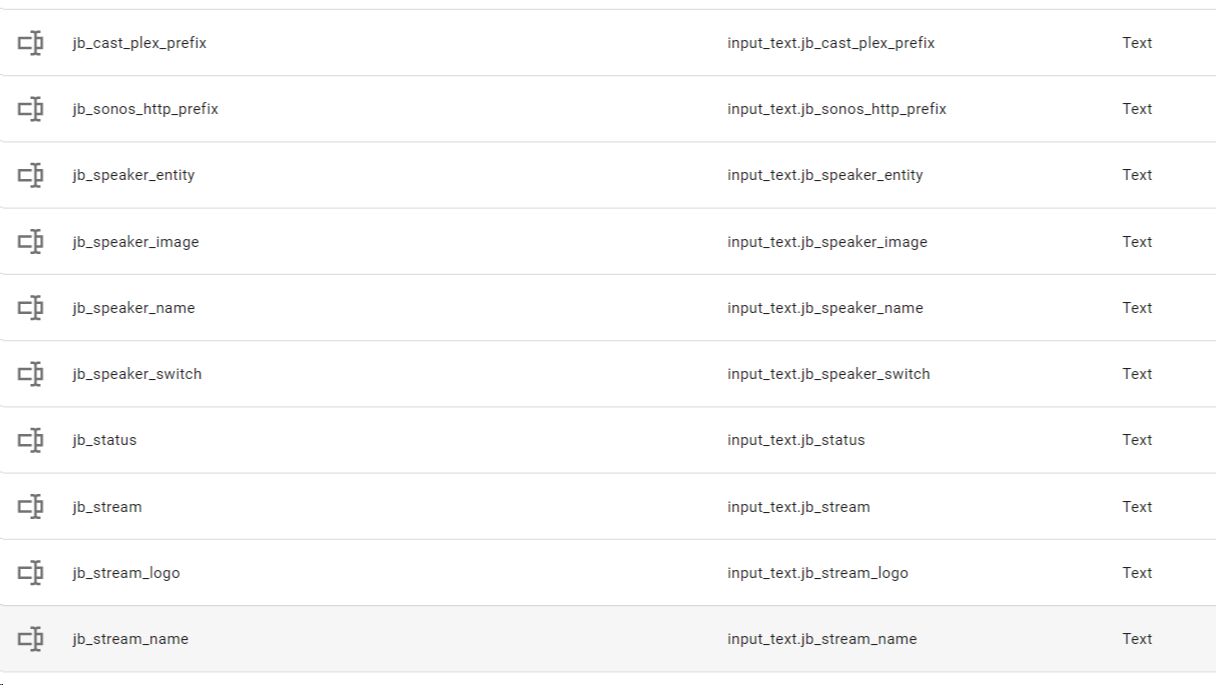 jb_cast_plex_prefix input_text.jb_cast_plex_prefix Text
jb_sonos_http_prefix input_text.jb_sonos_http_prefix Text
jb_speaker_entity input_text.jb_speaker_entity Text
jb_speaker_image input_text.jb_speaker_image Text
jb_speaker_name input_text.jb_speaker_name Text
jb_speaker_switch input_text.jb_speaker_switch Text
jb_status input_text.jb_status Text
jb_stream input_text.jb_stream Text
jb_stream_logo input_text.jb_stream_logo Text
jb_stream_name input_text.jb_stream_name Text